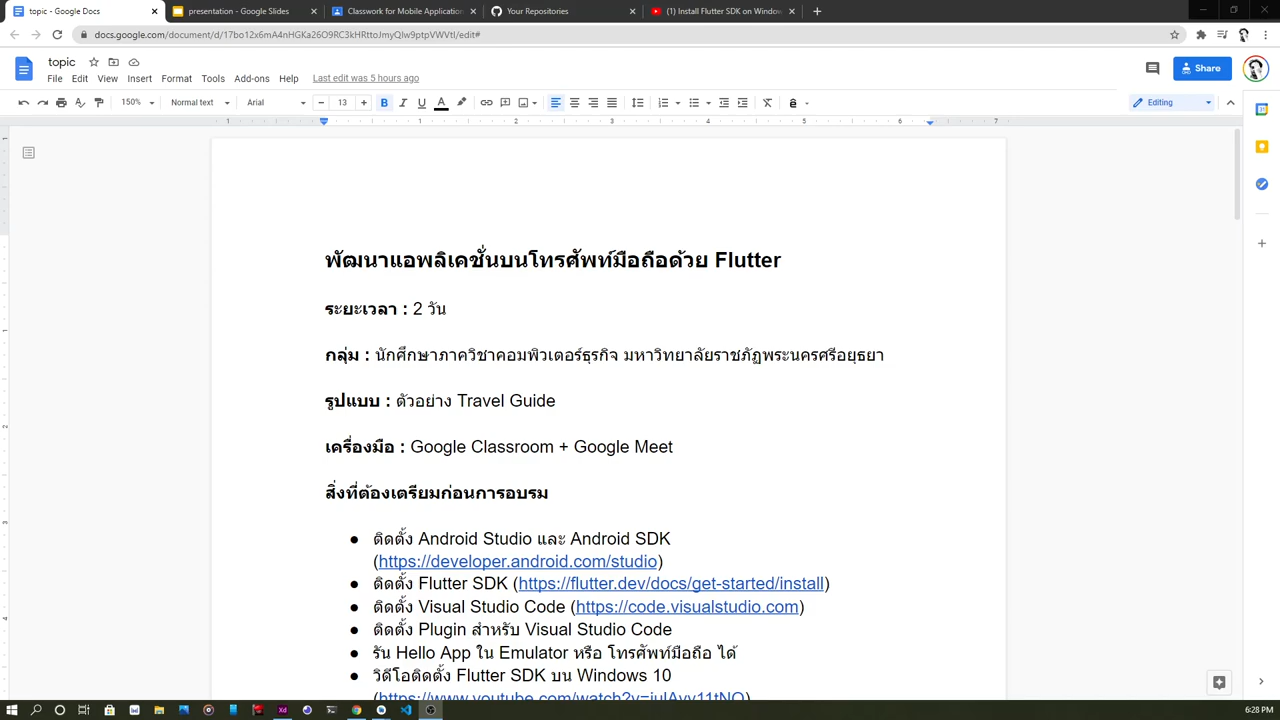 topic - Google Docs
presentation - Google Slides
Classwork for Mobile Application
Your Repositories
(1) Install Flutter SDK on Window
docs.google.com/document/d/17bo12x6mA4nHGKa26O9RC3kHRttoJmyQlw9ptpVWVtI/edit#
topic
File Edit View Insert Format Tools Add-ons Help Last edit was 5 hours ago
Share
150% Normal text Arial 13 B I U A Editing
1 1 2 3 4 5 6 7
พัฒนาแอพลิเคชั่นบนโทรศัพท์มือถือด้วย Flutter
ระยะเวลา : 2 วัน
กลุ่ม : นักศึกษาภาควิชาคอมพิวเตอร์ธุรกิจ มหาวิทยาลัยราชภัฏพระนครศรีอยุธยา
รูปแบบ : ตัวอย่าง Travel Guide
เครื่องมือ : Google Classroom + Google Meet
สิ่งที่ต้องเตรียมก่อนการอบรม
● ติดตั้ง Android Studio และ Android SDK
(https://developer.android.com/studio)
● ติดตั้ง Flutter SDK (https://flutter.dev/docs/get-started/install)
● ติดตั้ง Visual Studio Code (https://code.visualstudio.com)
● ติดตั้ง Plugin สำหรับ Visual Studio Code
● รัน Hello App ใน Emulator หรือ โทรศัพท์มือถือ ได้
● วิดีโอติดตั้ง Flutter SDK บน Windows 10
6:28 PM